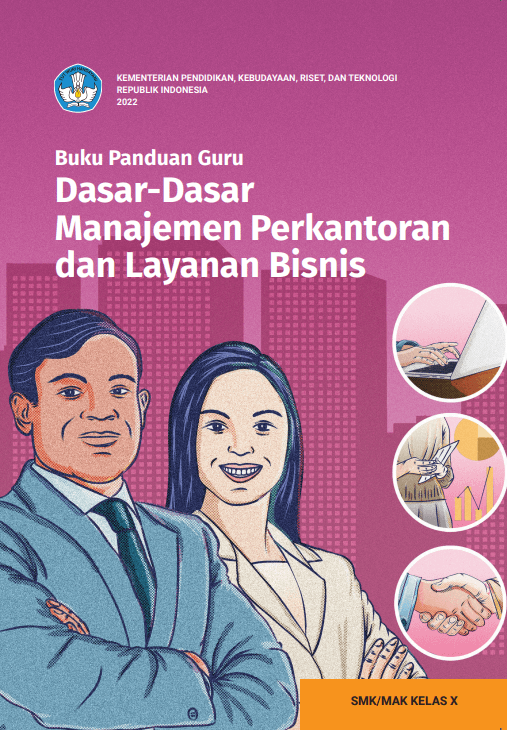 KEMENTERIAN PENDIDIKAN, KEBUDAYAAN, RISET, DAN TEKNOLOGI
REPUBLIK INDONESIA
2022
Buku Panduan Guru
Dasar-Dasar
Manajemen Perkantoran
dan Layanan Bisnis
SMK/MAK KELAS X